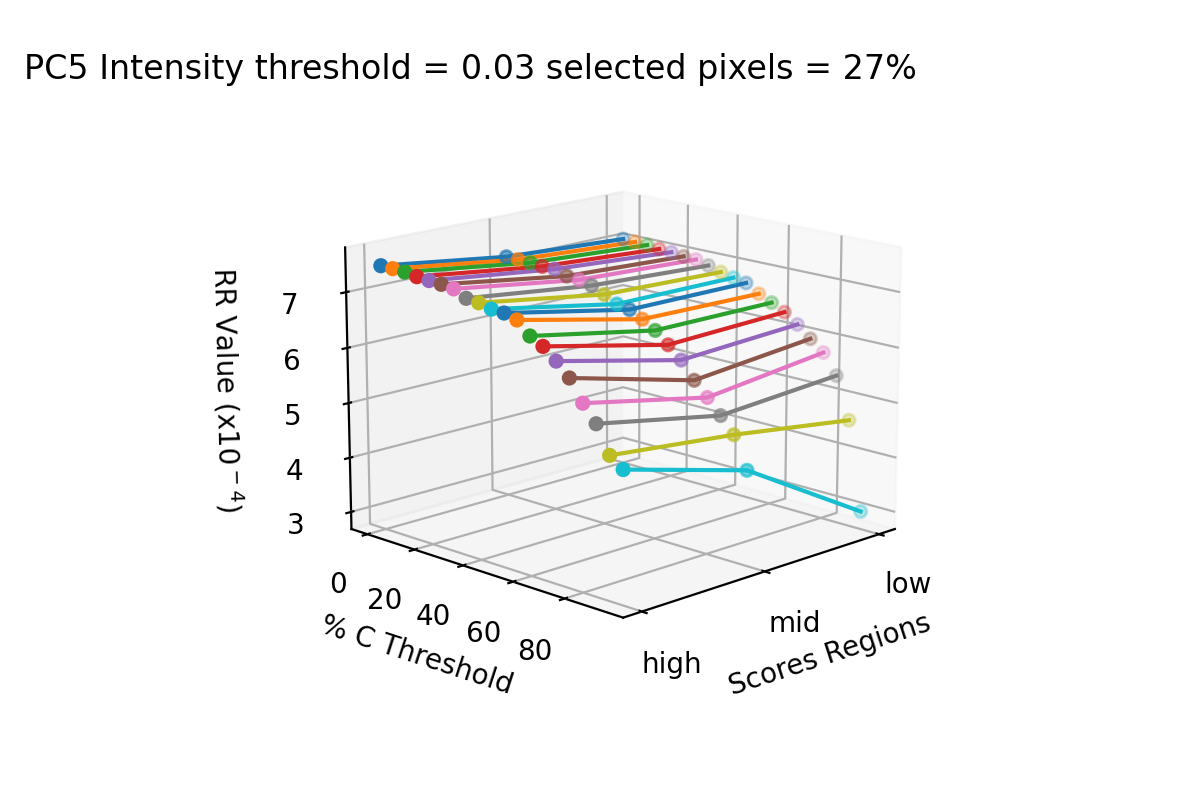 PC5 Intensity threshold = 0.03 selected pixels = 27%
RR Value (x10⁻⁴)
7
6
5
4
3
0
20
40
60
80
% C Threshold
high
mid
low
Scores Regions